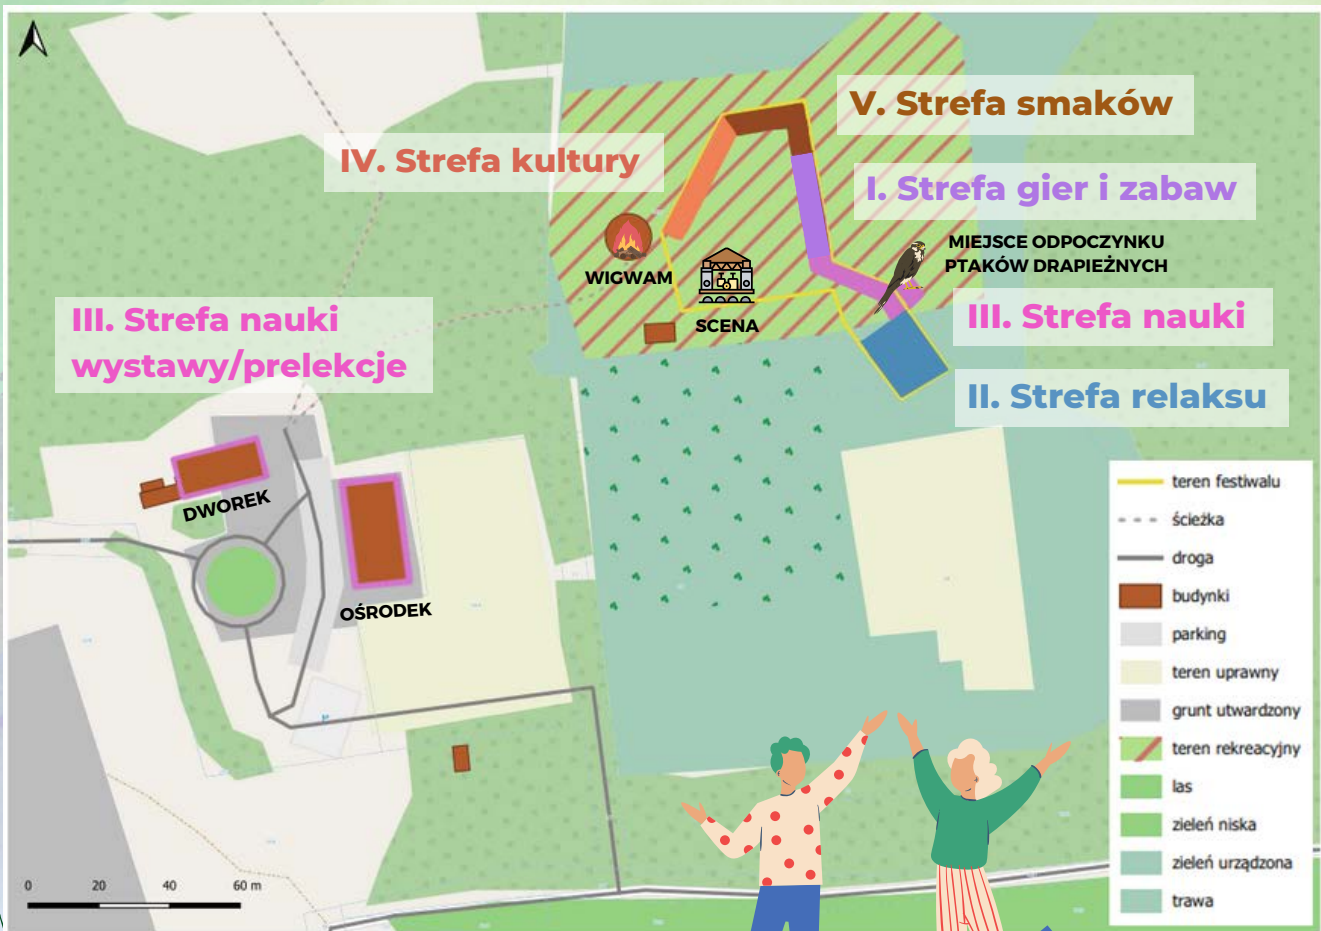 V. Strefa smaków
IV. Strefa kultury
I. Strefa gier i zabaw
MIEJSCE ODPOCZYNKU
PTAKÓW DRAPIEŻNYCH
WIGWAM
SCENA
III. Strefa nauki
wystawy/prelekcje
III. Strefa nauki
II. Strefa relaksu
DWOREK
OŚRODEK
teren festiwalu
ścieżka
droga
budynki
parking
teren uprawny
grunt utwardzony
teren rekreacyjny
las
zieleń niska
zieleń urządzona
trawa
0 20 40 60 m